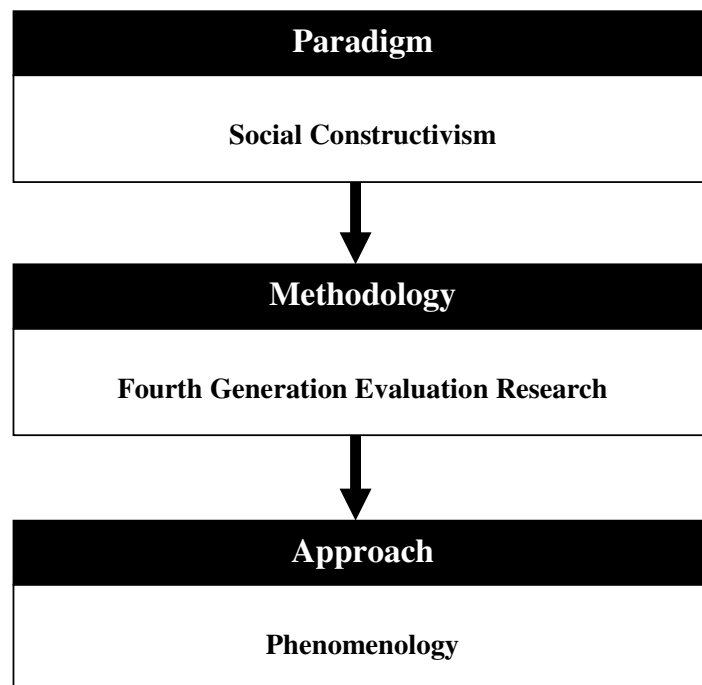 Paradigm
Social Constructivism
Methodology
Fourth Generation Evaluation Research
Approach
Phenomenology